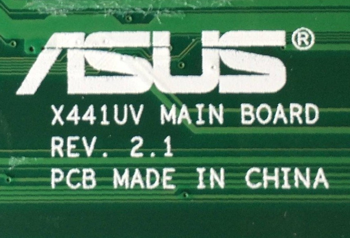 ASUS®
X441UV MAIN BOARD
REV. 2.1
PCB MADE IN CHINA